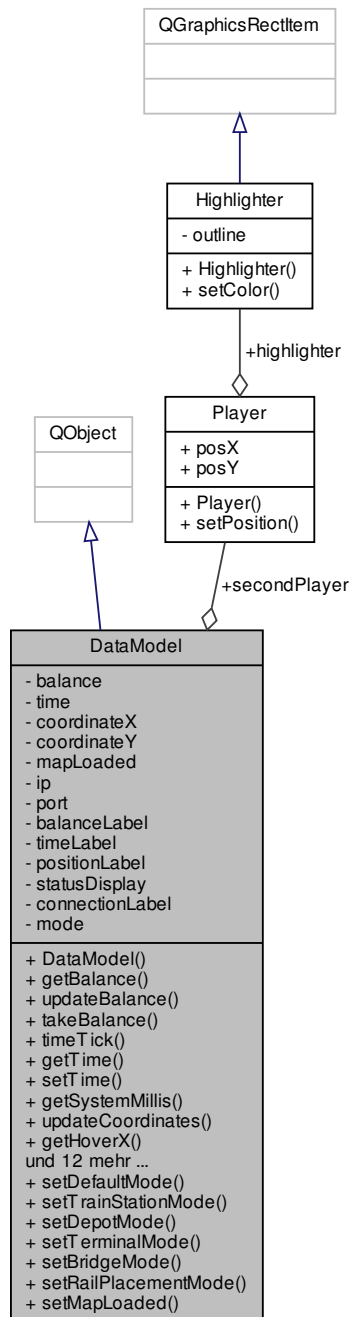 QGraphicsRectItem
Highlighter
- outline
+ Highlighter()
+ setColor()
+highlighter
Player
+ posX
+ posY
+ Player()
+ setPosition()
QObject
+secondPlayer
DataModel
- balance
- time
- coordinateX
- coordinateY
- mapLoaded
- ip
- port
- balanceLabel
- timeLabel
- positionLabel
- statusDisplay
- connectionLabel
- mode
+ DataModel()
+ getBalance()
+ updateBalance()
+ takeBalance()
+ timeTick()
+ getTime()
+ setTime()
+ getSystemMillis()
+ updateCoordinates()
+ getHoverX()
und 12 mehr ...
+ setDefaultMode()
+ setTrainStationMode()
+ setDepotMode()
+ setTerminalMode()
+ setBridgeMode()
+ setRailPlacementMode()
+ setMapLoaded()